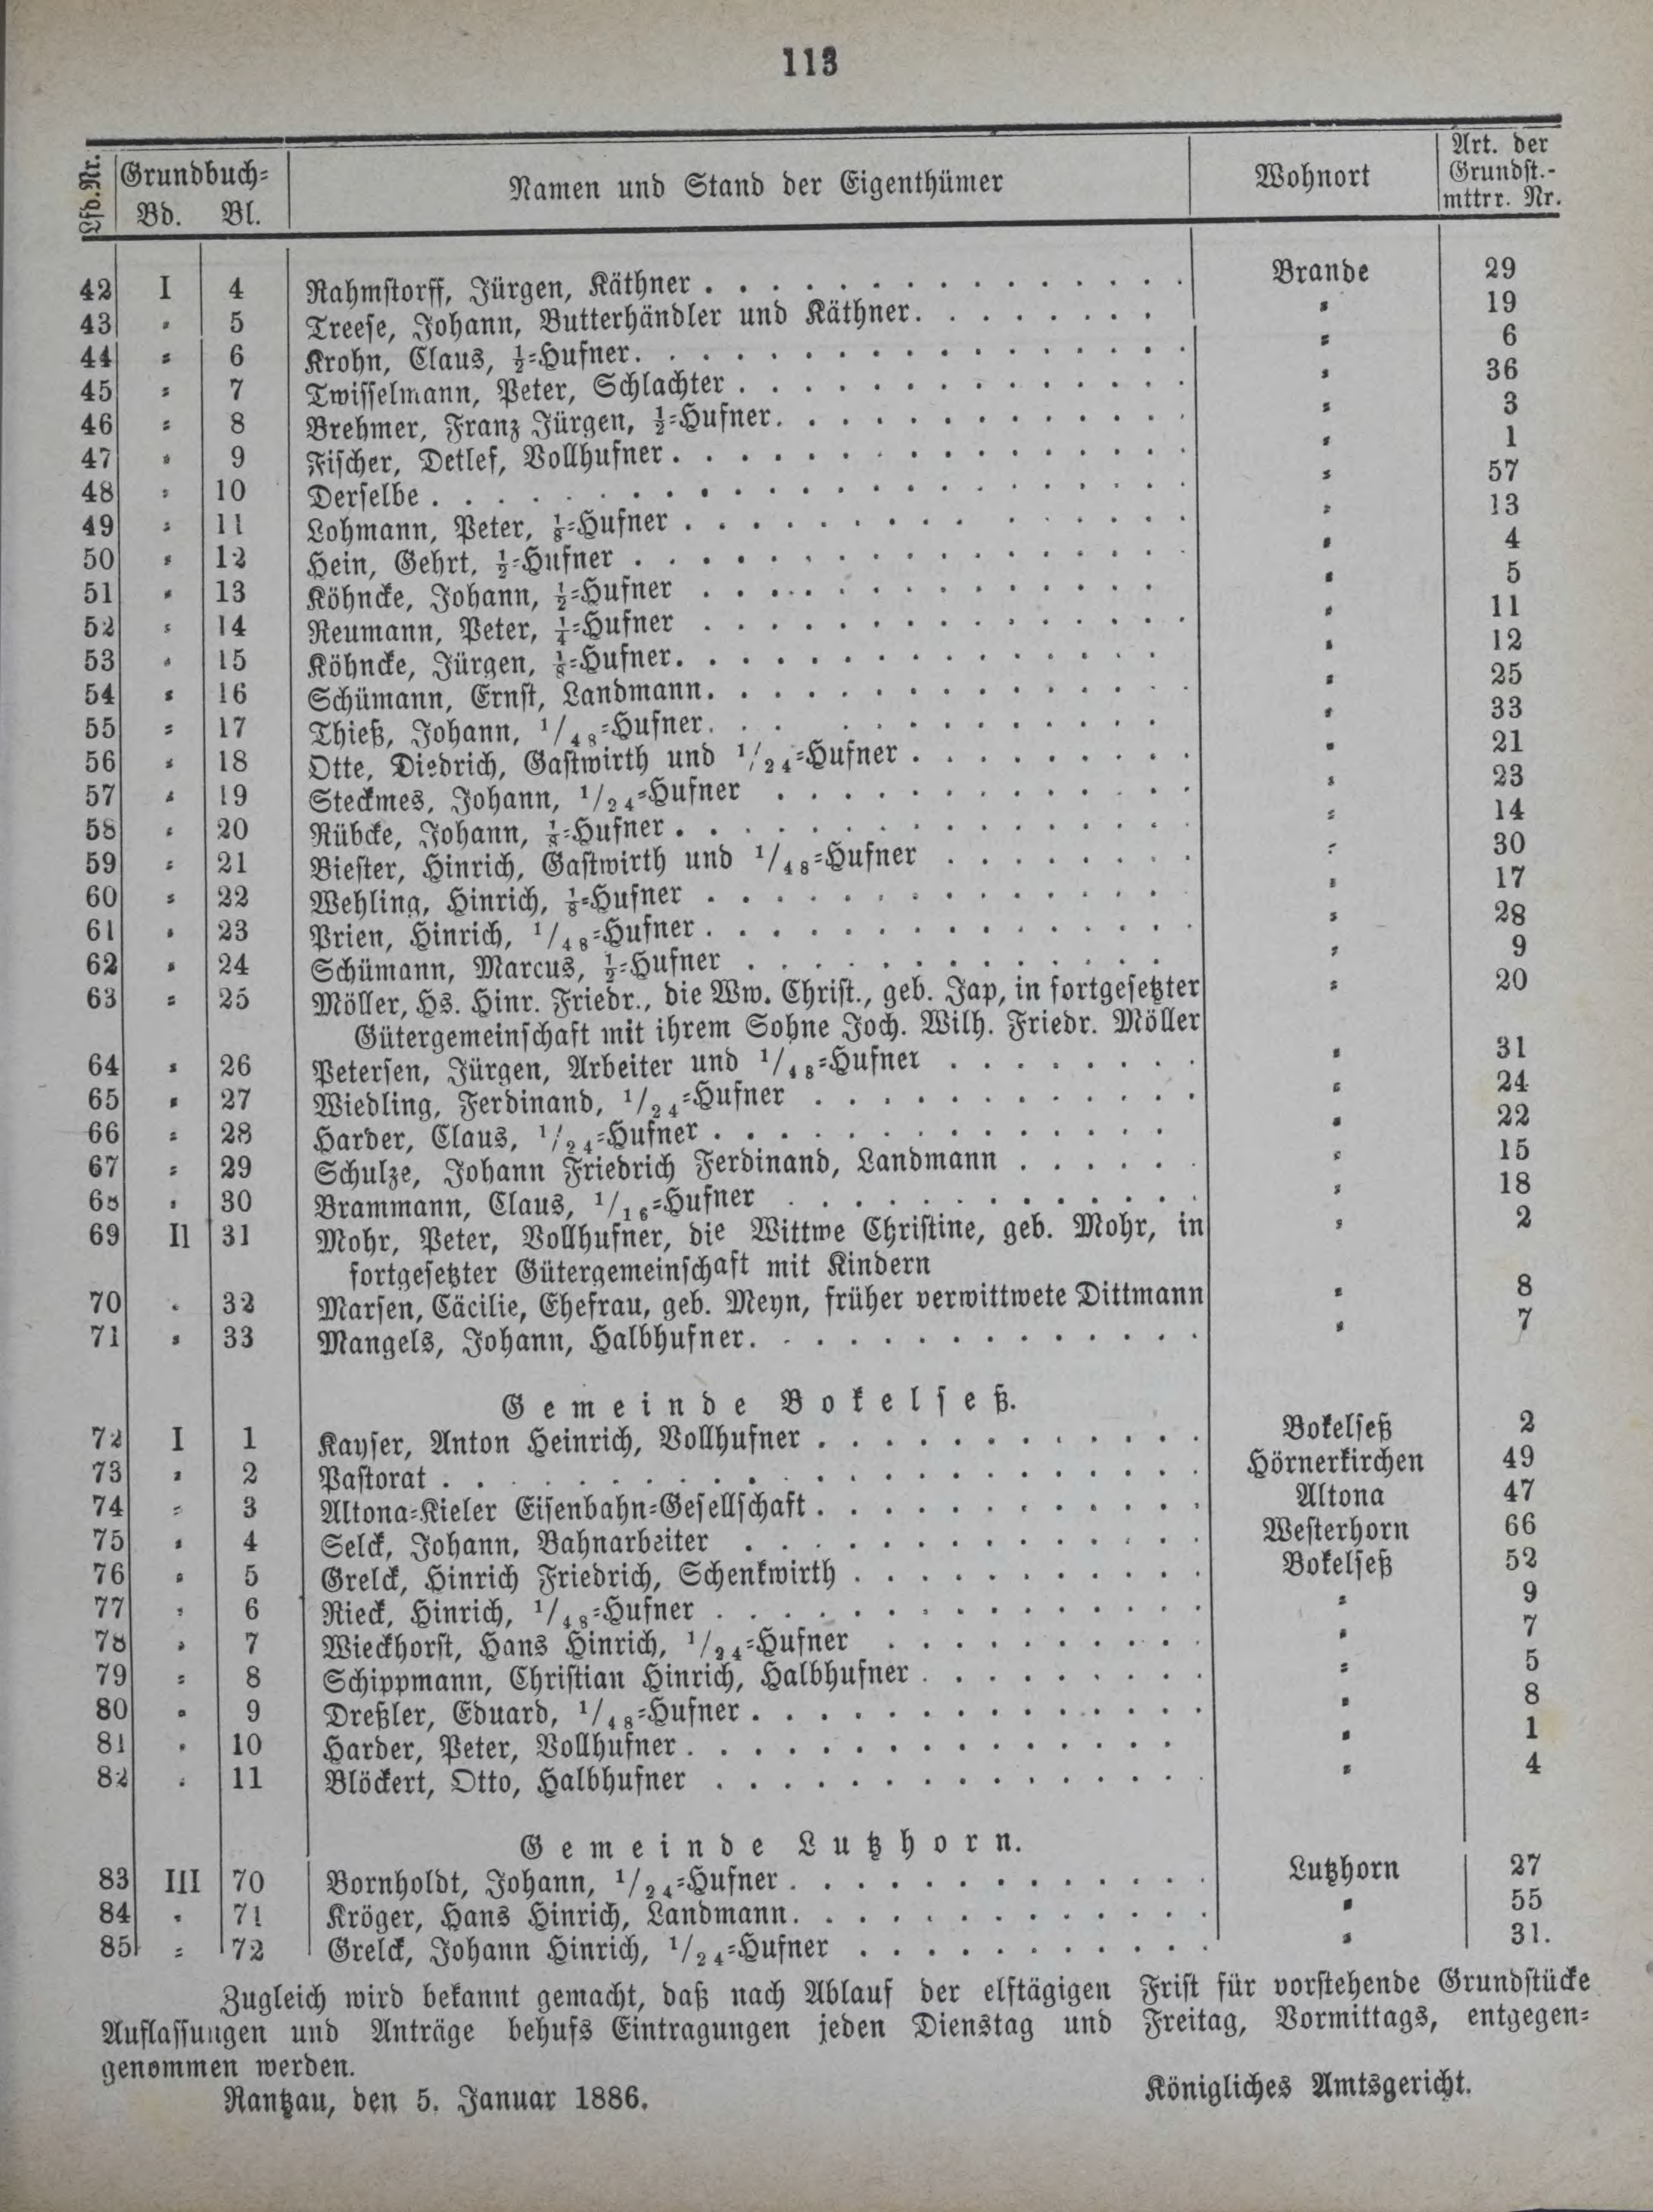 113
Lfd. Nr. Grundbuch= Bd. Bl. Namen und Stand der Eigenthümer Wohnort Art. der Grundst.-mttrr. Nr.
42 I 4 Rahmstorff, Jürgen, Käthner Brande 29
43 = 5 Treese, Johann, Butterhändler und Käthner = 19
44 = 6 Krohn, Claus, ½=Hufner = 6
45 = 7 Twisselmann, Peter, Schlachter = 36
46 = 8 Brehmer, Franz Jürgen, ½=Hufner = 3
47 = 9 Fischer, Detlef, Vollhufner = 1
48 = 10 Derselbe = 57
49 = 11 Lohmann, Peter, ⅛=Hufner = 13
50 = 12 Hein, Gehrt, ½=Hufner = 4
51 = 13 Köhncke, Johann, ½=Hufner = 5
52 = 14 Reumann, Peter, ¼=Hufner = 11
53 = 15 Köhncke, Jürgen, ⅛=Hufner = 12
54 = 16 Schümann, Ernst, Landmann = 25
55 = 17 Thieß, Johann, 1/48=Hufner = 33
56 = 18 Otte, Diedrich, Gastwirth und 1/24=Hufner = 21
57 = 19 Steckmes, Johann, 1/24=Hufner = 23
58 = 20 Rübcke, Johann, ⅛=Hufner = 14
59 = 21 Biester, Hinrich, Gastwirth und 1/48=Hufner = 30
60 = 22 Wehling, Hinrich, ⅛=Hufner = 17
61 = 23 Prien, Hinrich, 1/48=Hufner = 28
62 = 24 Schümann, Marcus, ½=Hufner = 9
63 = 25 Möller, Hs. Hinr. Friedr., die Ww. Christ., geb. Jap, in fortgesetzter = 20
Gütergemeinschaft mit ihrem Sohne Joch. Wilh. Friedr. Möller
64 = 26 Petersen, Jürgen, Arbeiter und 1/48=Hufner = 31
65 = 27 Wiedling, Ferdinand, 1/24=Hufner = 24
66 = 28 Harder, Claus, 1/24=Hufner = 22
67 = 29 Schulze, Johann Friedrich Ferdinand, Landmann = 15
68 = 30 Brammann, Claus, 1/16=Hufner = 18
69 II 31 Mohr, Peter, Vollhufner, die Wittwe Christine, geb. Mohr, in = 2
fortgesetzter Gütergemeinschaft mit Kindern
70 = 32 Marsen, Cäcilie, Ehefrau, geb. Meyn, früher verwittwete Dittmann = 8
71 = 33 Mangels, Johann, Halbhufner = 7
Gemeinde Bokelseß.
72 I 1 Kayser, Anton Heinrich, Vollhufner Bokelseß 2
73 = 2 Pastorat Hörnerkirchen 49
74 = 3 Altona=Kieler Eisenbahn=Gesellschaft Altona 47
75 = 4 Selck, Johann, Bahnarbeiter Westerhorn 66
76 = 5 Grelck, Hinrich Friedrich, Schenkwirth Bokelseß 52
77 = 6 Rieck, Hinrich, 1/48=Hufner = 9
78 = 7 Wieckhorst, Hans Hinrich, 1/24=Hufner = 7
79 = 8 Schippmann, Christian Hinrich, Halbhufner = 5
80 = 9 Dreßler, Eduard, 1/48=Hufner = 8
81 = 10 Harder, Peter, Vollhufner = 1
82 = 11 Blöckert, Otto, Halbhufner = 4
Gemeinde Lutzhorn.
83 III 70 Bornholdt, Johann, 1/24=Hufner Lutzhorn 27
84 = 71 Kröger, Hans Hinrich, Landmann = 55
85 = 72 Grelck, Johann Hinrich, 1/24=Hufner = 31.
Zugleich wird bekannt gemacht, daß nach Ablauf der elftägigen Frist für vorstehende Grundstücke
Auflassungen und Anträge behufs Eintragungen jeden Dienstag und Freitag, Vormittags, entgegen=
genommen werden.
Rantzau, den 5. Januar 1886. Königliches Amtsgericht.